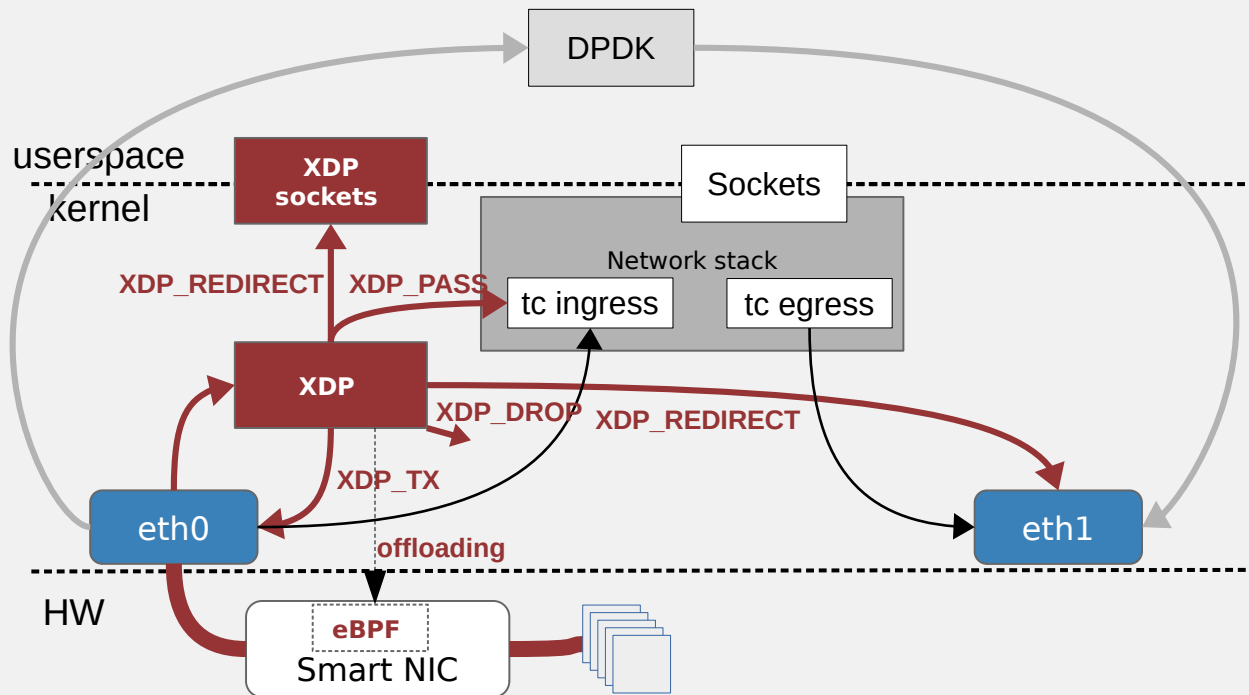 DPDK
userspace
XDP
sockets
Sockets
kernel
Network stack
XDP_REDIRECT
XDP_PASS
tc ingress
tc egress
XDP
XDP_DROP
XDP_REDIRECT
XDP_TX
eth0
eth1
offloading
HW
eBPF
Smart NIC